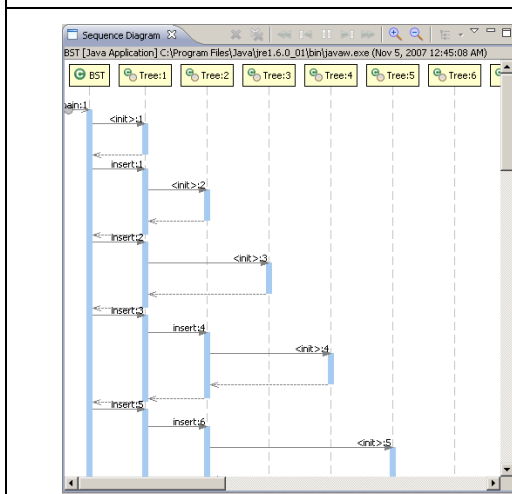 Sequence Diagram
BST [Java Application] C:\Program Files\Java\jre1.6.0_01\bin\javaw.exe (Nov 5, 2007 12:45:08 AM)
BST Tree:1 Tree:2 Tree:3 Tree:4 Tree:5 Tree:6
ain:1
<init>:1
insert:1
<init>:2
insert:2
<init>:3
insert:3
insert:4
<init>:4
insert:5
insert:6
<init>:5